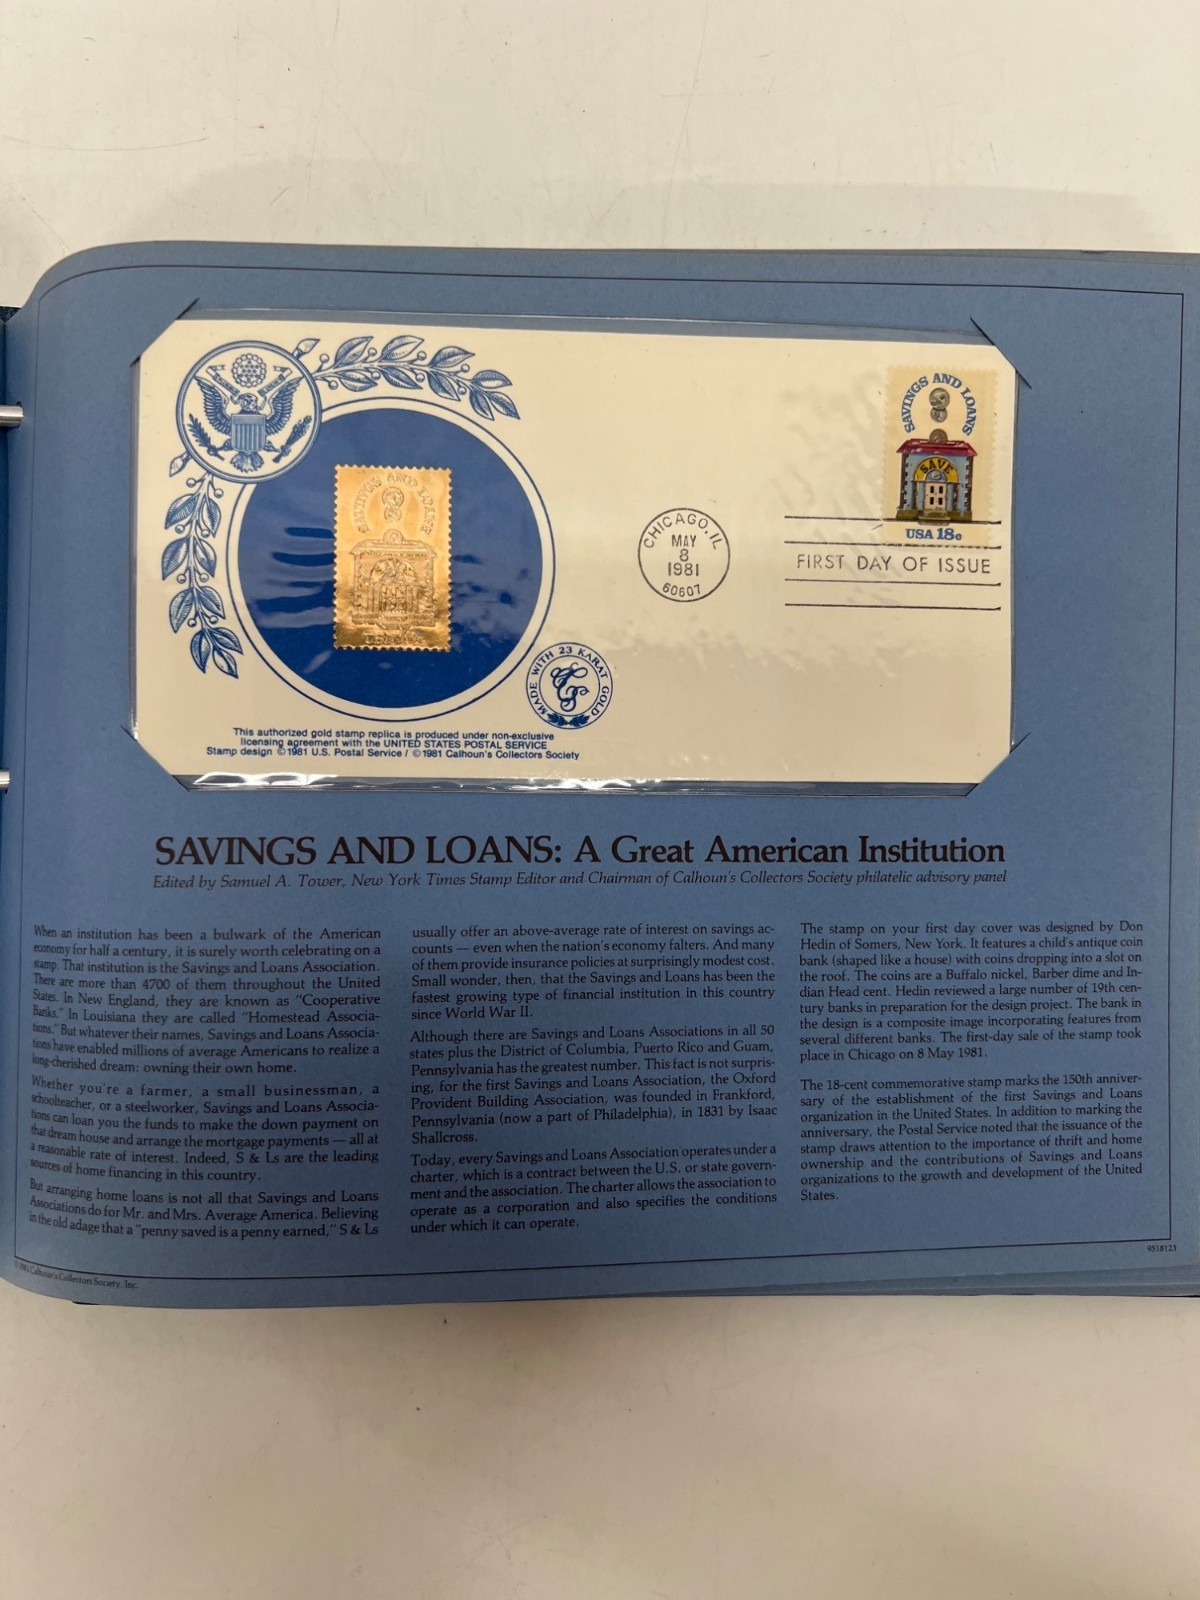 SAVINGS AND LOANS
SAVE
USA 18c
SAVINGS AND LOANS
CHICAGO, IL
MAY
8
1981
60607
FIRST DAY OF ISSUE
MADE WITH 23 KARAT GOLD
CCS
This authorized gold stamp replica is produced under non-exclusive
licensing agreement with the UNITED STATES POSTAL SERVICE
Stamp design ©1981 U.S. Postal Service / ©1981 Calhoun's Collectors Society
SAVINGS AND LOANS: A Great American Institution
Edited by Samuel A. Tower, New York Times Stamp Editor and Chairman of Calhoun's Collectors Society philatelic advisory panel
When an institution has been a bulwark of the American
economy for half a century, it is surely worth celebrating on a
stamp. That institution is the Savings and Loans Association.
There are more than 4700 of them throughout the United
States. In New England, they are known as "Cooperative
Banks." In Louisiana they are called "Homestead Associa-
tions." But whatever their names, Savings and Loans Associa-
tions have enabled millions of average Americans to realize a
long-cherished dream: owning their own home.
Whether you're a farmer, a small businessman, a
schoolteacher, or a steelworker, Savings and Loans Associa-
tions can loan you the funds to make the down payment on
that dream house and arrange the mortgage payments — all at
a reasonable rate of interest. Indeed, S & Ls are the leading
sources of home financing in this country.
But arranging home loans is not all that Savings and Loans
Associations do for Mr. and Mrs. Average America. Believing
in the old adage that a "penny saved is a penny earned," S & Ls
usually offer an above-average rate of interest on savings ac-
counts — even when the nation's economy falters. And many
of them provide insurance policies at surprisingly modest cost.
Small wonder, then, that the Savings and Loans has been the
fastest growing type of financial institution in this country
since World War II.
Although there are Savings and Loans Associations in all 50
states plus the District of Columbia, Puerto Rico and Guam,
Pennsylvania has the greatest number. This fact is not surpris-
ing, for the first Savings and Loans Association, the Oxford
Provident Building Association, was founded in Frankford,
Pennsylvania (now a part of Philadelphia), in 1831 by Isaac
Shallcross.
Today, every Savings and Loans Association operates under a
charter, which is a contract between the U.S. or state govern-
ment and the association. The charter allows the association to
operate as a corporation and also specifies the conditions
under which it can operate.
The stamp on your first day cover was designed by Don
Hedin of Somers, New York. It features a child's antique coin
bank (shaped like a house) with coins dropping into a slot on
the roof. The coins are a Buffalo nickel, Barber dime and In-
dian Head cent. Hedin reviewed a large number of 19th cen-
tury banks in preparation for the design project. The bank in
the design is a composite image incorporating features from
several different banks. The first-day sale of the stamp took
place in Chicago on 8 May 1981.
The 18-cent commemorative stamp marks the 150th anniver-
sary of the establishment of the first Savings and Loans
organization in the United States. In addition to marking the
anniversary, the Postal Service noted that the issuance of the
stamp draws attention to the importance of thrift and home
ownership and the contributions of Savings and Loans
organizations to the growth and development of the United
States.
9518123
©1981 Calhoun's Collectors Society, Inc.